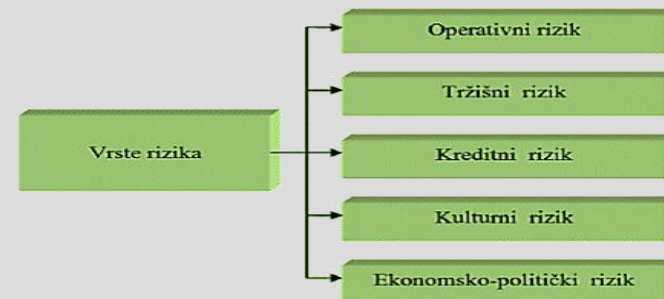 Vrste rizika
Operativni rizik
Tržišni rizik
Kreditni rizik
Kulturni rizik
Ekonomsko-politički rizik